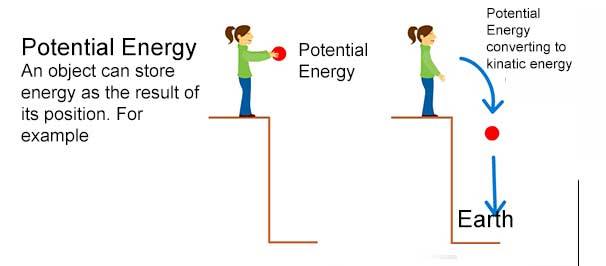 Potential Energy
An object can store
energy as the result of
its position. For
example
Potential
Energy
Potential
Energy
converting to
kinatic energy
Earth